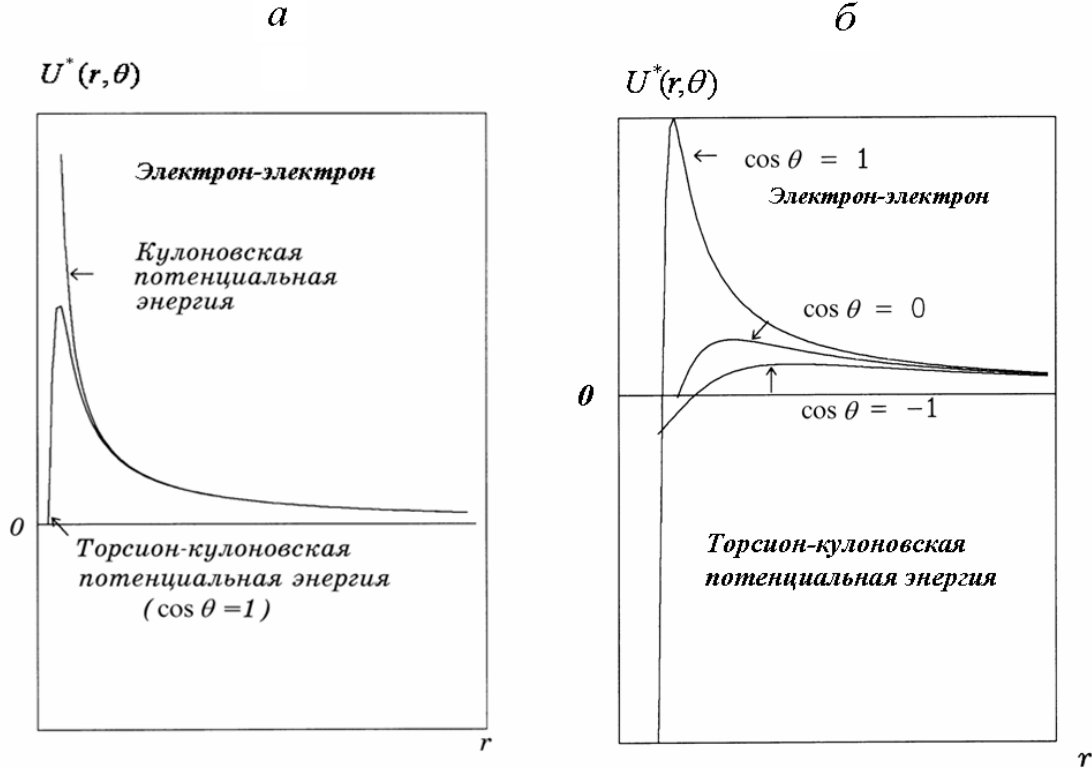 а
U*(r,θ)
Электрон-электрон
Кулоновская
потенциальная
энергия
0
Торсион-кулоновская
потенциальная энергия
(cos θ =1)
r
б
U*(r,θ)
cos θ = 1
Электрон-электрон
cos θ = 0
0
cos θ = -1
Торсион-кулоновская
потенциальная энергия
r